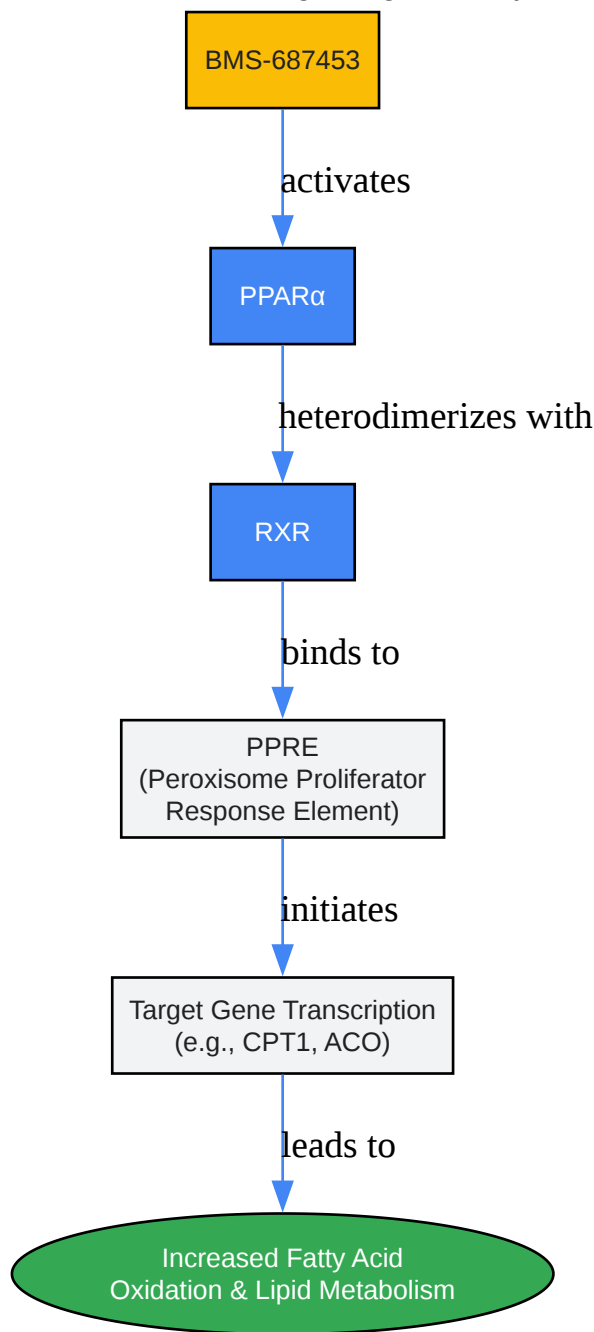 BMS-687453
activates
PPARα
heterodimerizes with
RXR
binds to
PPRE
(Peroxisome Proliferator
Response Element)
initiates
Target Gene Transcription
(e.g., CPT1, ACO)
leads to
Increased Fatty Acid
Oxidation & Lipid Metabolism